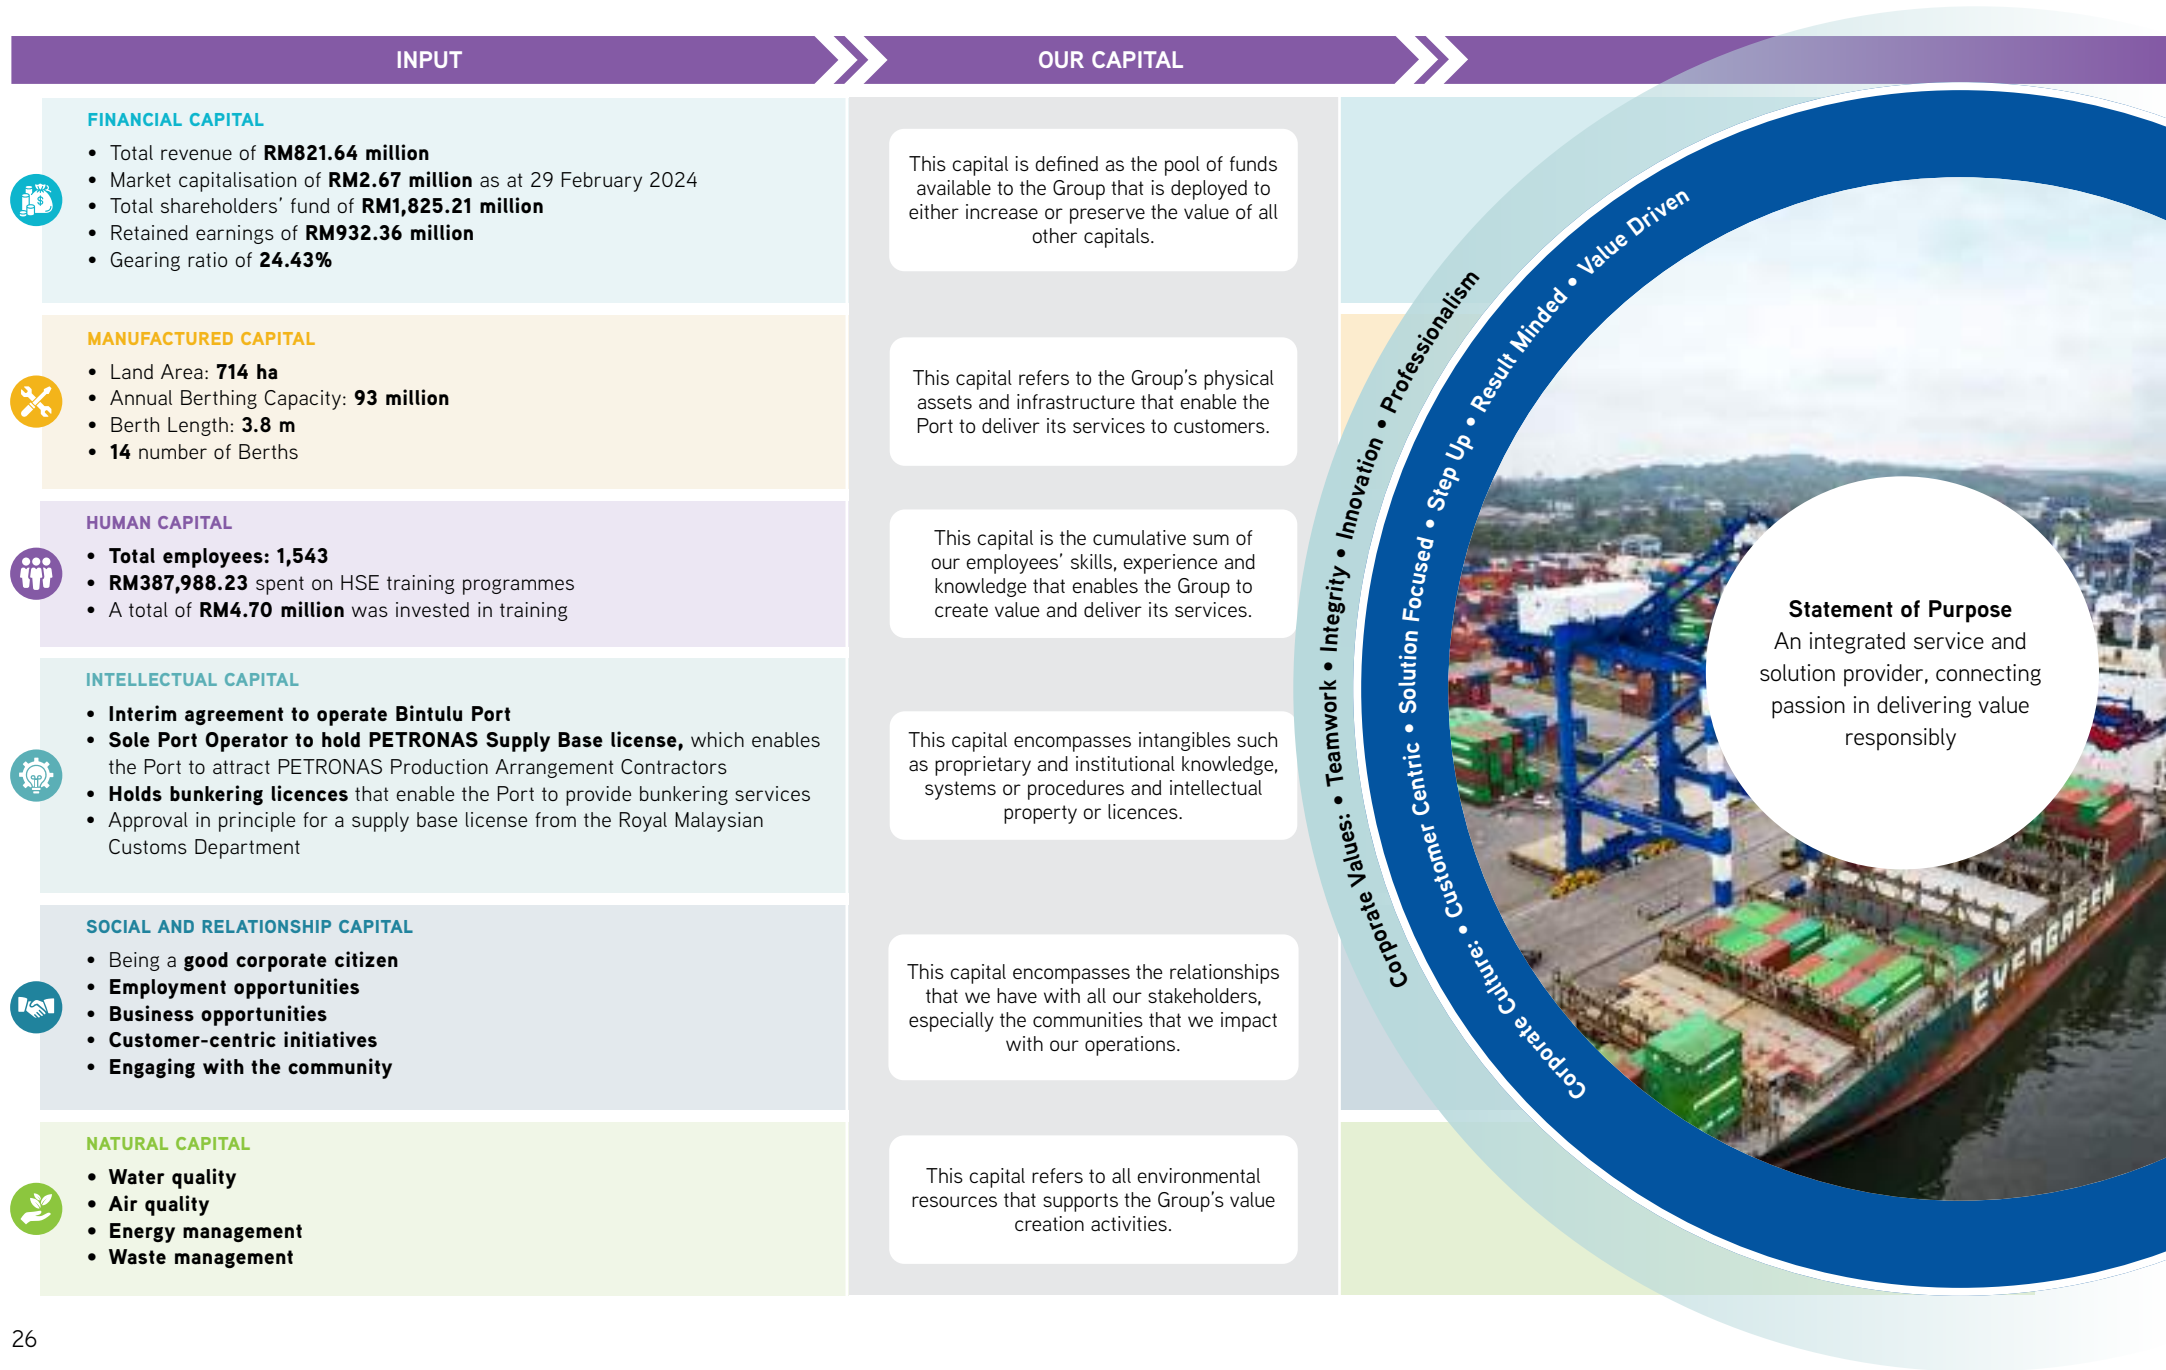 INPUT
OUR CAPITAL
FINANCIAL CAPITAL
• Total revenue of RM821.64 million
• Market capitalisation of RM2.67 million as at 29 February 2024
• Total shareholders' fund of RM1,825.21 million
• Retained earnings of RM932.36 million
• Gearing ratio of 24.43%
This capital is defined as the pool of funds
available to the Group that is deployed to
either increase or preserve the value of all
other capitals.
MANUFACTURED CAPITAL
• Land Area: 714 ha
• Annual Berthing Capacity: 93 million
• Berth Length: 3.8 m
• 14 number of Berths
This capital refers to the Group's physical
assets and infrastructure that enable the
Port to deliver its services to customers.
HUMAN CAPITAL
• Total employees: 1,543
• RM387,988.23 spent on HSE training programmes
• A total of RM4.70 million was invested in training
This capital is the cumulative sum of
our employees' skills, experience and
knowledge that enables the Group to
create value and deliver its services.
INTELLECTUAL CAPITAL
• Interim agreement to operate Bintulu Port
• Sole Port Operator to hold PETRONAS Supply Base license, which enables
the Port to attract PETRONAS Production Arrangement Contractors
• Holds bunkering licences that enable the Port to provide bunkering services
• Approval in principle for a supply base license from the Royal Malaysian
Customs Department
This capital encompasses intangibles such
as proprietary and institutional knowledge,
systems or procedures and intellectual
property or licences.
SOCIAL AND RELATIONSHIP CAPITAL
• Being a good corporate citizen
• Employment opportunities
• Business opportunities
• Customer-centric initiatives
• Engaging with the community
This capital encompasses the relationships
that we have with all our stakeholders,
especially the communities that we impact
with our operations.
NATURAL CAPITAL
• Water quality
• Air quality
• Energy management
• Waste management
This capital refers to all environmental
resources that supports the Group's value
creation activities.
Corporate Values: • Teamwork • Integrity • Innovation • Professionalism
Corporate Culture: • Customer Centric • Solution Focused • Step Up • Result Minded • Value Driven
Statement of Purpose
An integrated service and
solution provider, connecting
passion in delivering value
responsibly
EVERGREEN
26